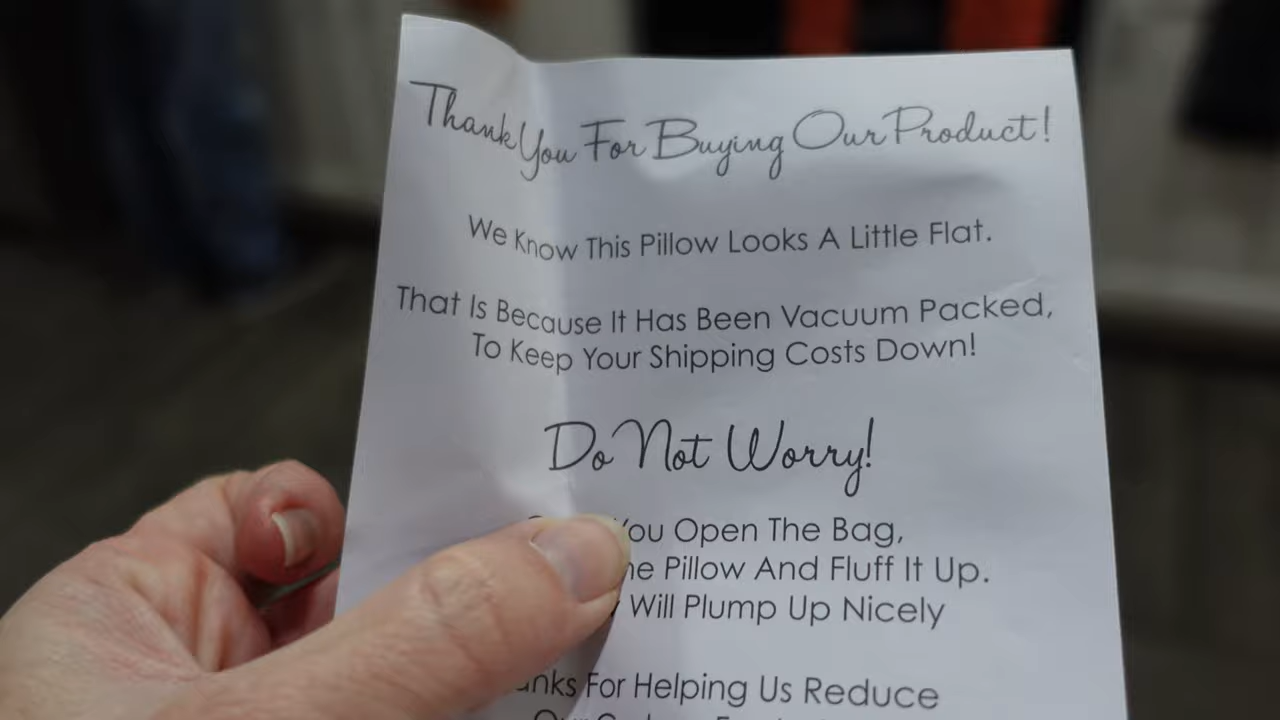 Thank You For Buying Our Product!
We Know This Pillow Looks A Little Flat.
That Is Because It Has Been Vacuum Packed,
To Keep Your Shipping Costs Down!
Do Not Worry!
You Open The Bag,
Pillow And Fluff It Up.
Will Plump Up Nicely
For Helping Us Reduce